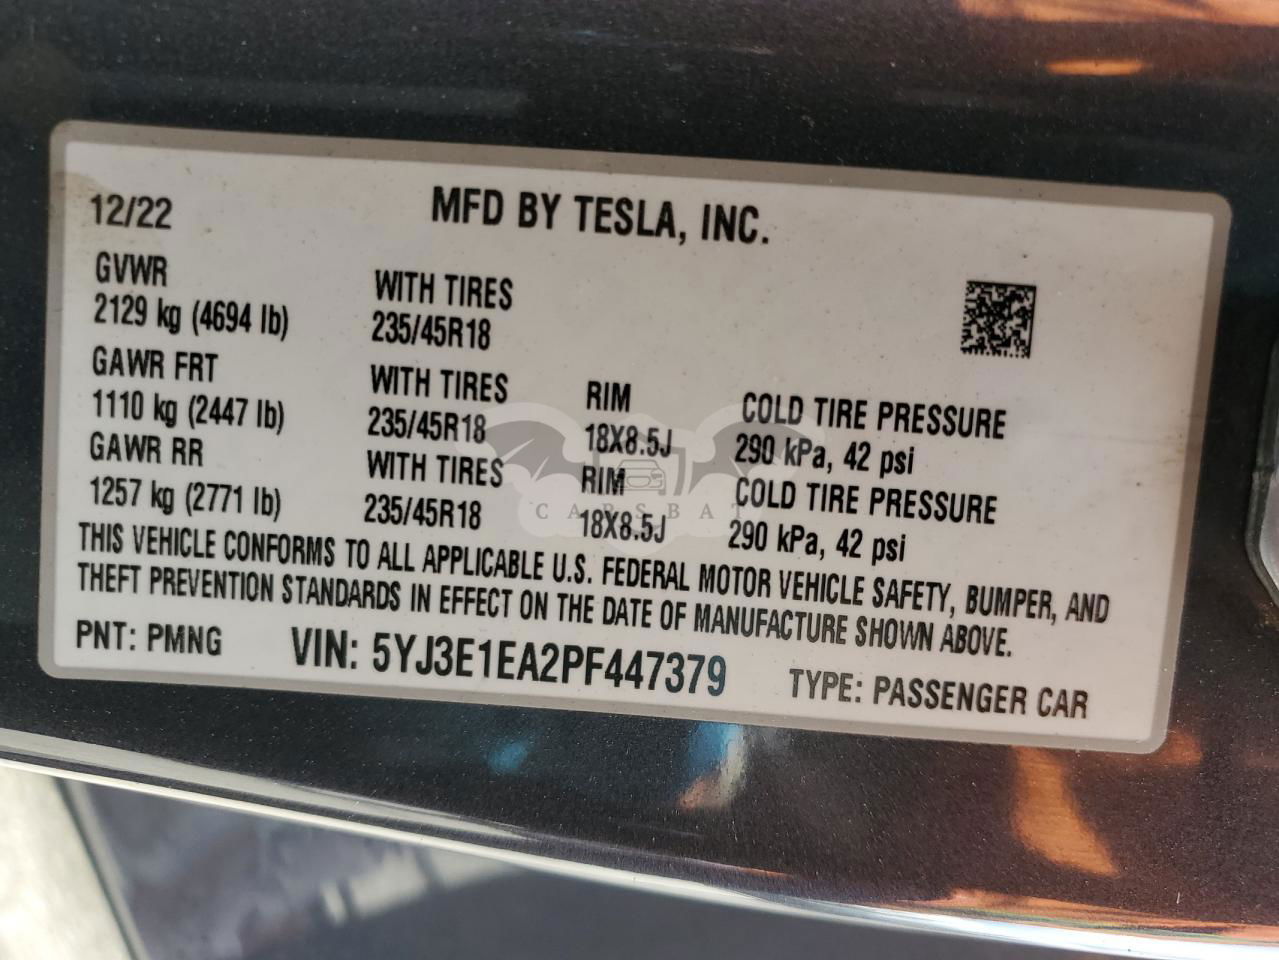 12/22 MFD BY TESLA, INC.
GVWR WITH TIRES
2129 kg (4694 lb) 235/45R18
GAWR FRT WITH TIRES RIM COLD TIRE PRESSURE
1110 kg (2447 lb) 235/45R18 18X8.5J 290 kPa, 42 psi
GAWR RR WITH TIRES RIM COLD TIRE PRESSURE
1257 kg (2771 lb) 235/45R18 18X8.5J 290 kPa, 42 psi
CARSBAT
THIS VEHICLE CONFORMS TO ALL APPLICABLE U.S. FEDERAL MOTOR VEHICLE SAFETY, BUMPER, AND
THEFT PREVENTION STANDARDS IN EFFECT ON THE DATE OF MANUFACTURE SHOWN ABOVE.
PNT: PMNG VIN: 5YJ3E1EA2PF447379 TYPE: PASSENGER CAR